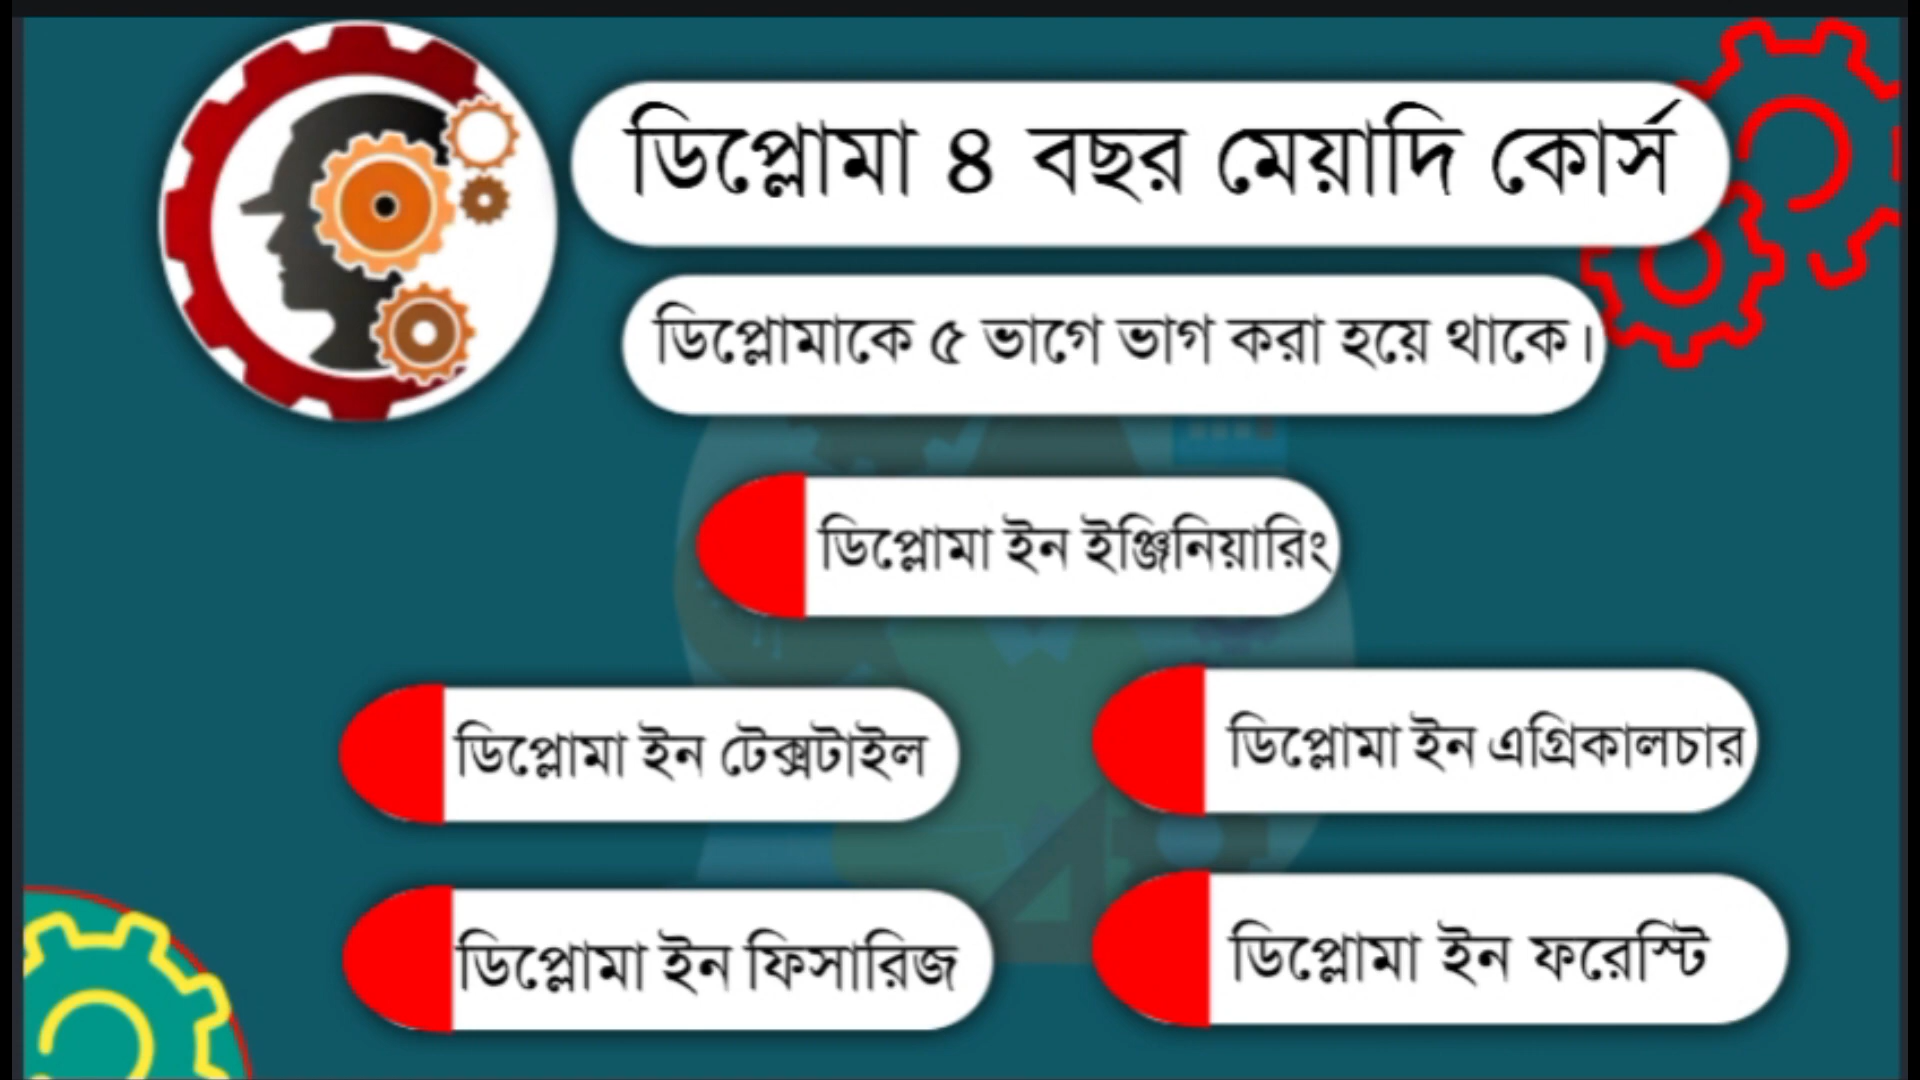 ডিপ্লোমা ৪ বছর মেয়াদি কোর্স
ডিপ্লোমাকে ৫ ভাগে ভাগ করা হয়ে থাকে।
ডিপ্লোমা ইন ইঞ্জিনিয়ারিং
ডিপ্লোমা ইন টেক্সটাইল
ডিপ্লোমা ইন এগ্রিকালচার
ডিপ্লোমা ইন ফিসারিজ
ডিপ্লোমা ইন ফরেস্টি